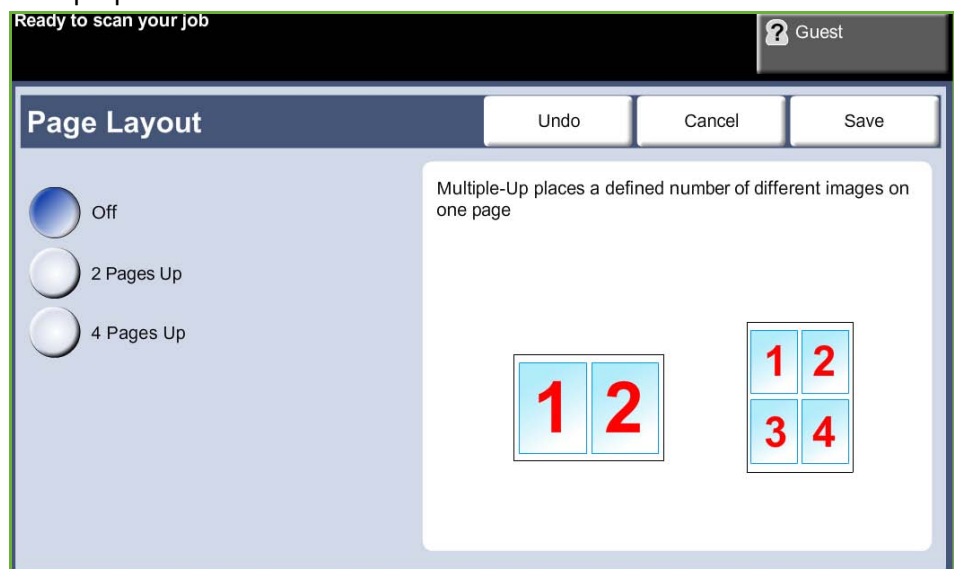 Ready to scan your job
? Guest
Page Layout
Undo
Cancel
Save
Off
2 Pages Up
4 Pages Up
Multiple-Up places a defined number of different images on
one page
1 2
1 2
3 4